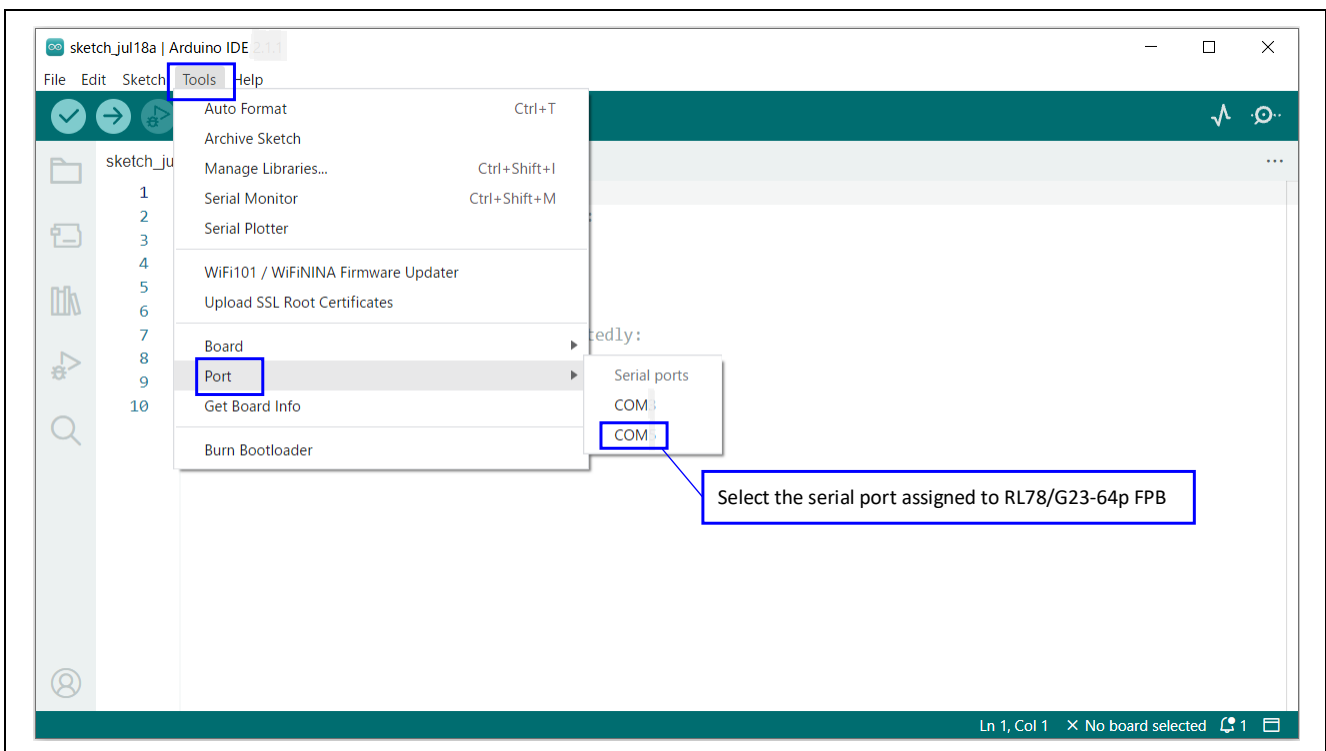 sketch_jul18a | Arduino IDE 2.1.1
File Edit Sketch Tools Help
Auto Format Ctrl+T
Archive Sketch
sketch_ju
Manage Libraries... Ctrl+Shift+I
1
Serial Monitor Ctrl+Shift+M
2
Serial Plotter
3
4
WiFi101 / WiFiNINA Firmware Updater
5
Upload SSL Root Certificates
6
7
tedly:
Board
8
Port
Serial ports
9
Get Board Info
COM
10
COM
Burn Bootloader
Select the serial port assigned to RL78/G23-64p FPB
Ln 1, Col 1 × No board selected 1